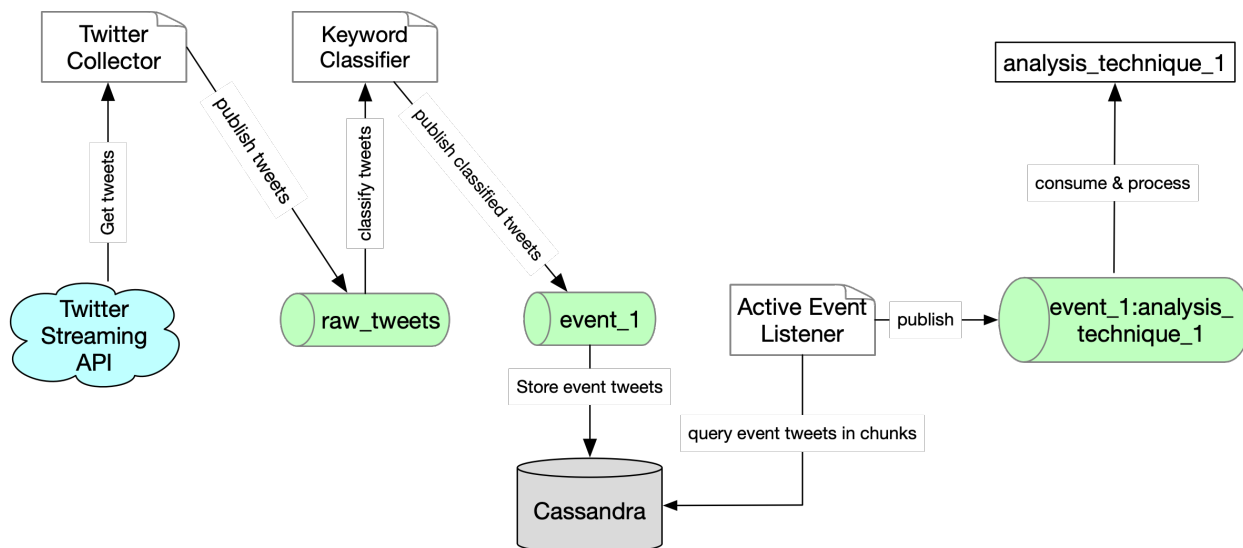 Twitter
Collector
Keyword
Classifier
analysis_technique_1
Get tweets
publish tweets
classify tweets
publish classified tweets
consume & process
Twitter
Streaming
API
raw_tweets
event_1
Active Event
Listener
publish
event_1:analysis_
technique_1
Store event tweets
query event tweets in chunks
Cassandra